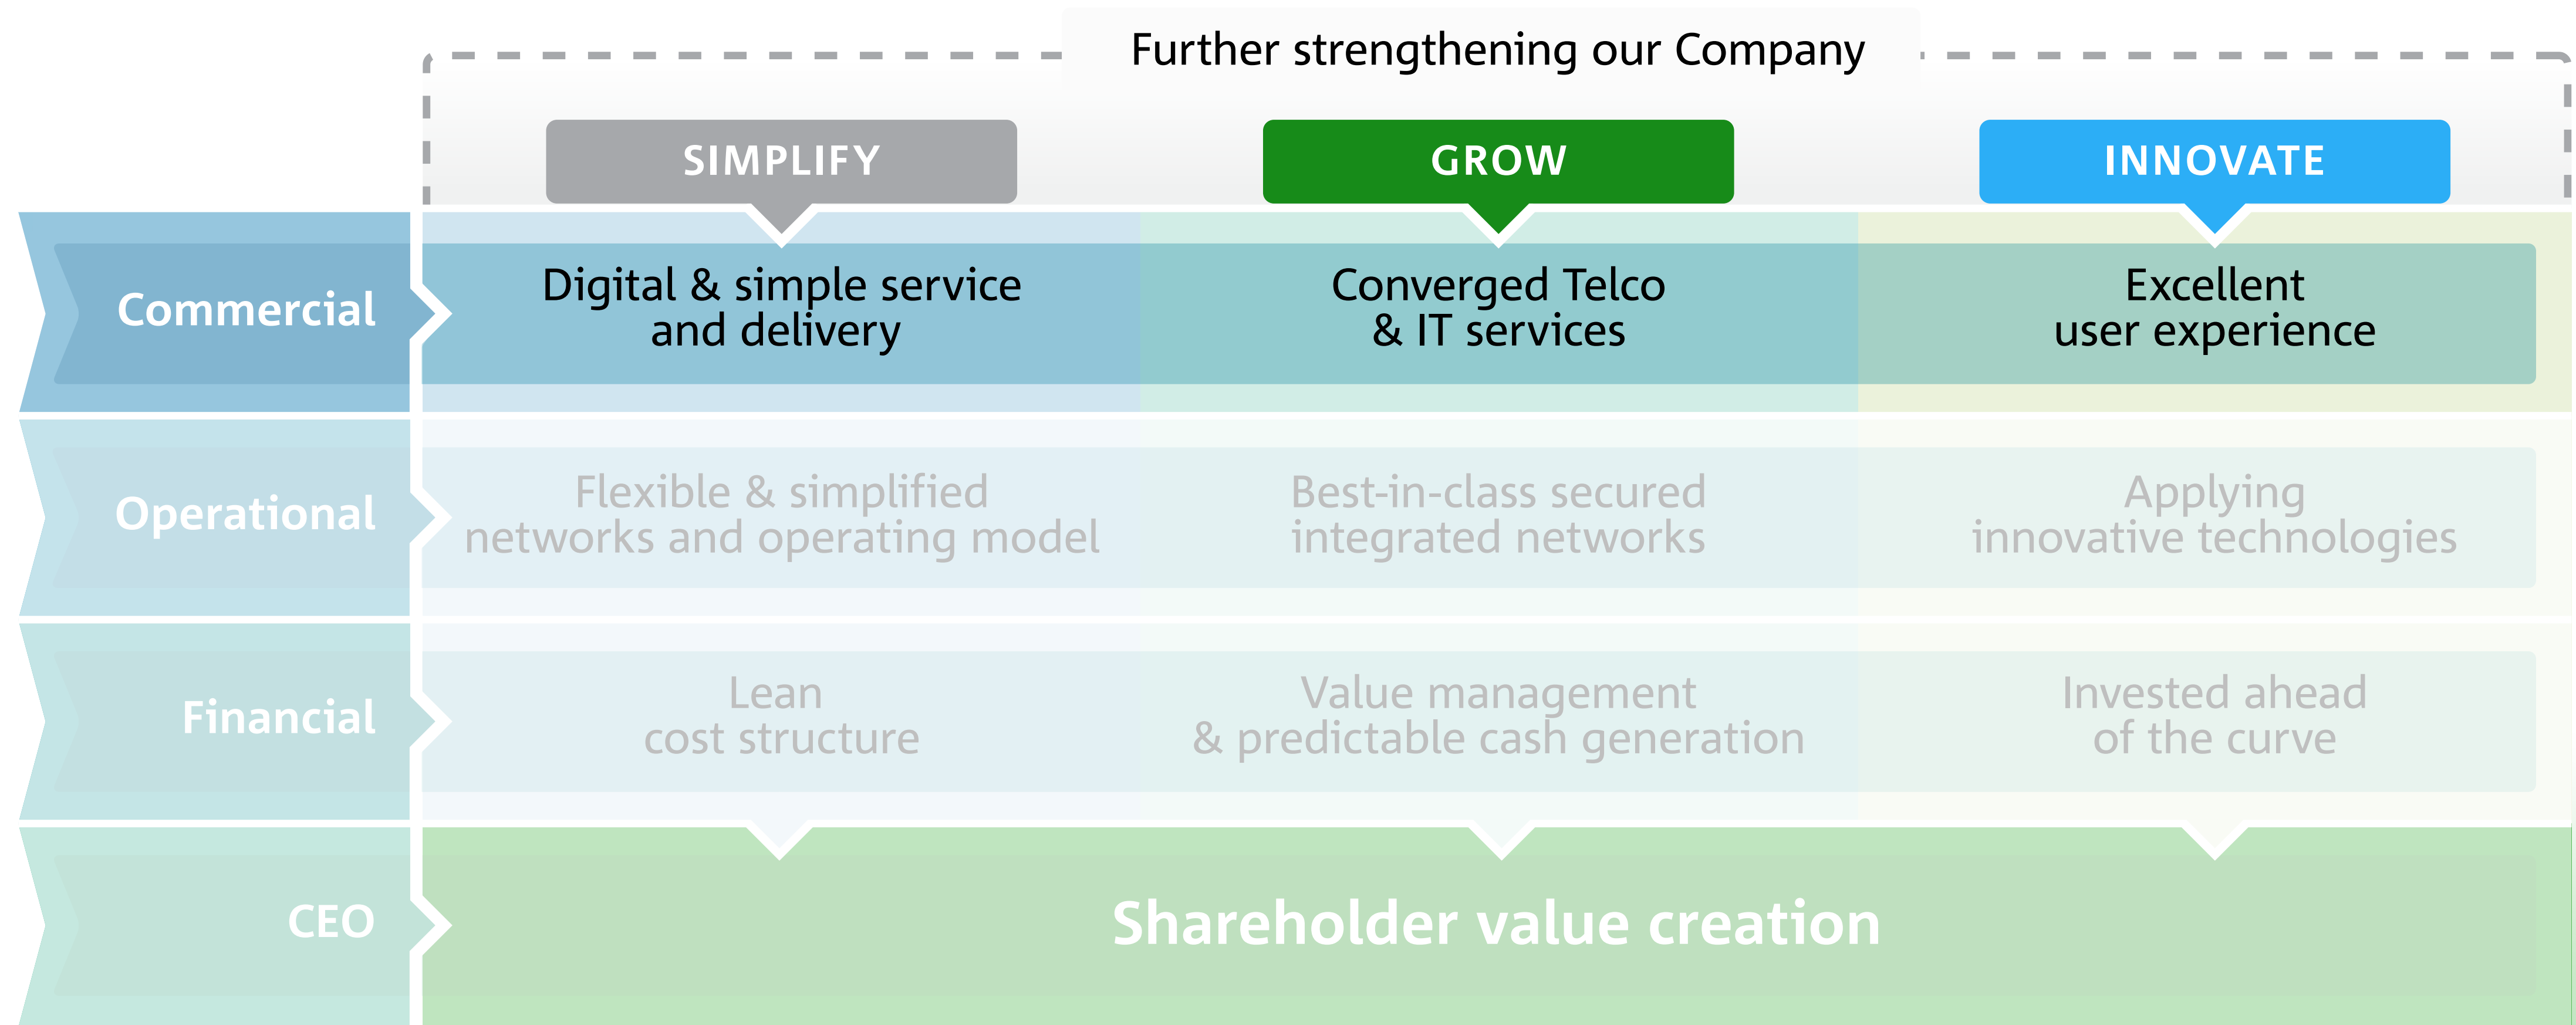 Further strengthening our Company
SIMPLIFY
GROW
INNOVATE
Commercial
Digital & simple service
and delivery
Converged Telco
& IT services
Excellent
user experience
Operational
Flexible & simplified
networks and operating model
Best-in-class secured
integrated networks
Applying
innovative technologies
Financial
Lean
cost structure
Value management
& predictable cash generation
Invested ahead
of the curve
CEO
Shareholder value creation